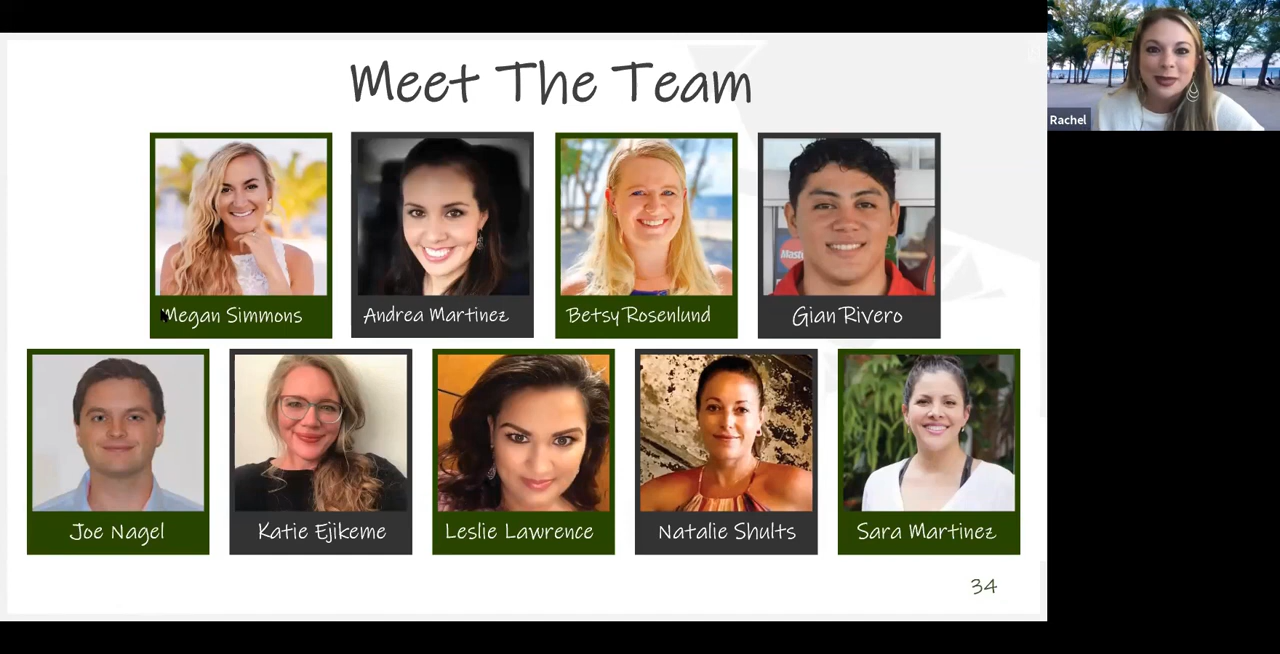 Meet The Team
Rachel
Megan Simmons
Andrea Martinez
Betsy Rosenlund
Gian Rivero
Joe Nagel
Katie Ejikeme
Leslie Lawrence
Natalie Shults
Sara Martinez
34